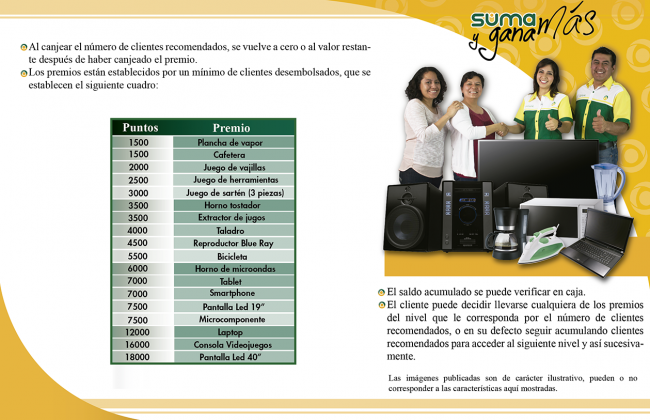 Al canjear el número de clientes recomendados, se vuelve a cero o al valor restan-
te después de haber canjeado el premio.
Los premios están establecidos por un mínimo de clientes desembolsados, que se
establecen el siguiente cuadro:
Puntos Premio
1500 Plancha de vapor
1500 Cafetera
2000 Juego de vajillas
2500 Juego de herramientas
3000 Juego de sartén (3 piezas)
3500 Horno tostador
3500 Extractor de jugos
4000 Taladro
4500 Reproductor Blue Ray
5500 Bicicleta
6000 Horno de microondas
7000 Tablet
7000 Smartphone
7500 Pantalla Led 19"
7500 Microcomponente
12000 Laptop
16000 Consola Videojuegos
18000 Pantalla Led 40"
suma
y gana más
El saldo acumulado se puede verificar en caja.
El cliente puede decidir llevarse cualquiera de los premios
del nivel que le corresponda por el número de clientes
recomendados, o en su defecto seguir acumulando clientes
recomendados para acceder al siguiente nivel y así sucesiva-
mente.
Las imágenes publicadas son de carácter ilustrativo, pueden o no
corresponder a las características aquí mostradas.